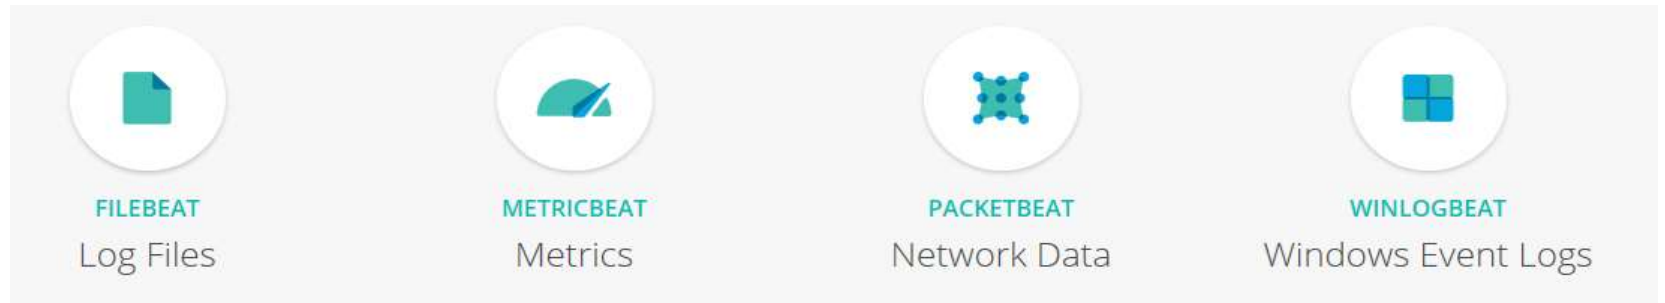 FILEBEAT
Log Files
METRICBEAT
Metrics
PACKETBEAT
Network Data
WINLOGBEAT
Windows Event Logs